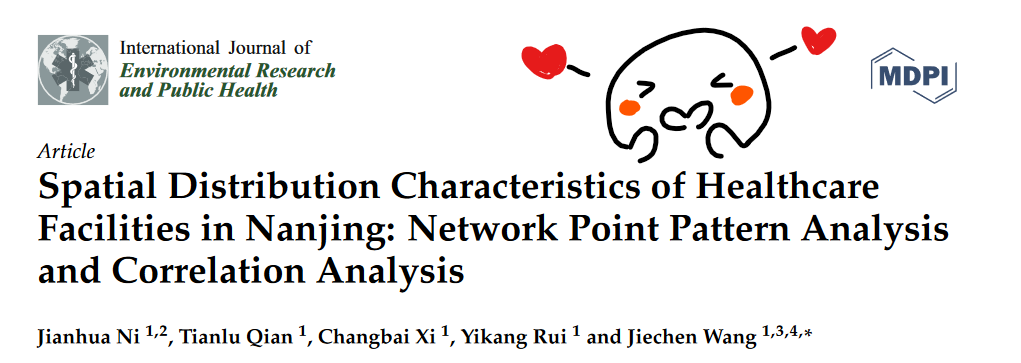 International Journal of
Environmental Research
and Public Health
MDPI
Article
Spatial Distribution Characteristics of Healthcare
Facilities in Nanjing: Network Point Pattern Analysis
and Correlation Analysis
Jianhua Ni 1,2, Tianlu Qian 1, Changbai Xi 1, Yikang Rui 1 and Jiechen Wang 1,3,4,*